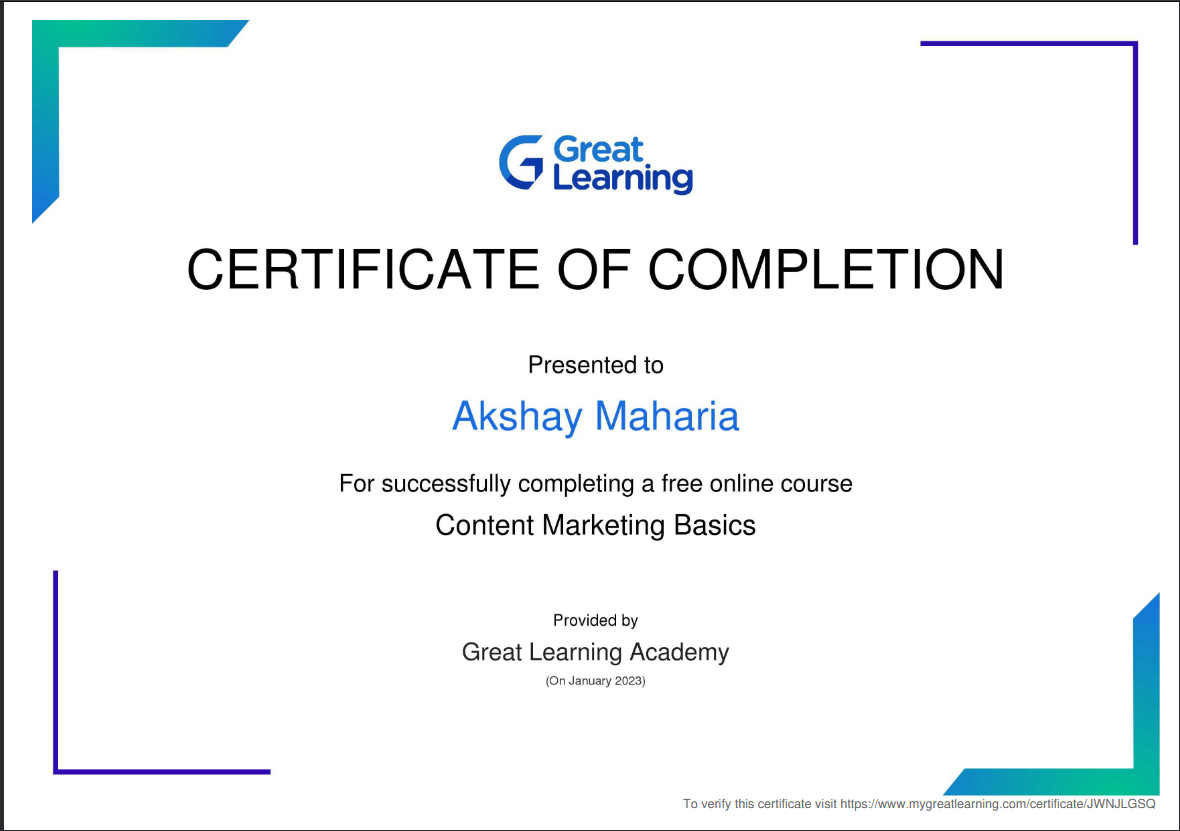 Great
Learning
CERTIFICATE OF COMPLETION
Presented to
Akshay Maharia
For successfully completing a free online course
Content Marketing Basics
Provided by
Great Learning Academy
(On January 2023)
To verify this certificate visit https://www.mygreatlearning.com/certificate/JWNJLGSQ